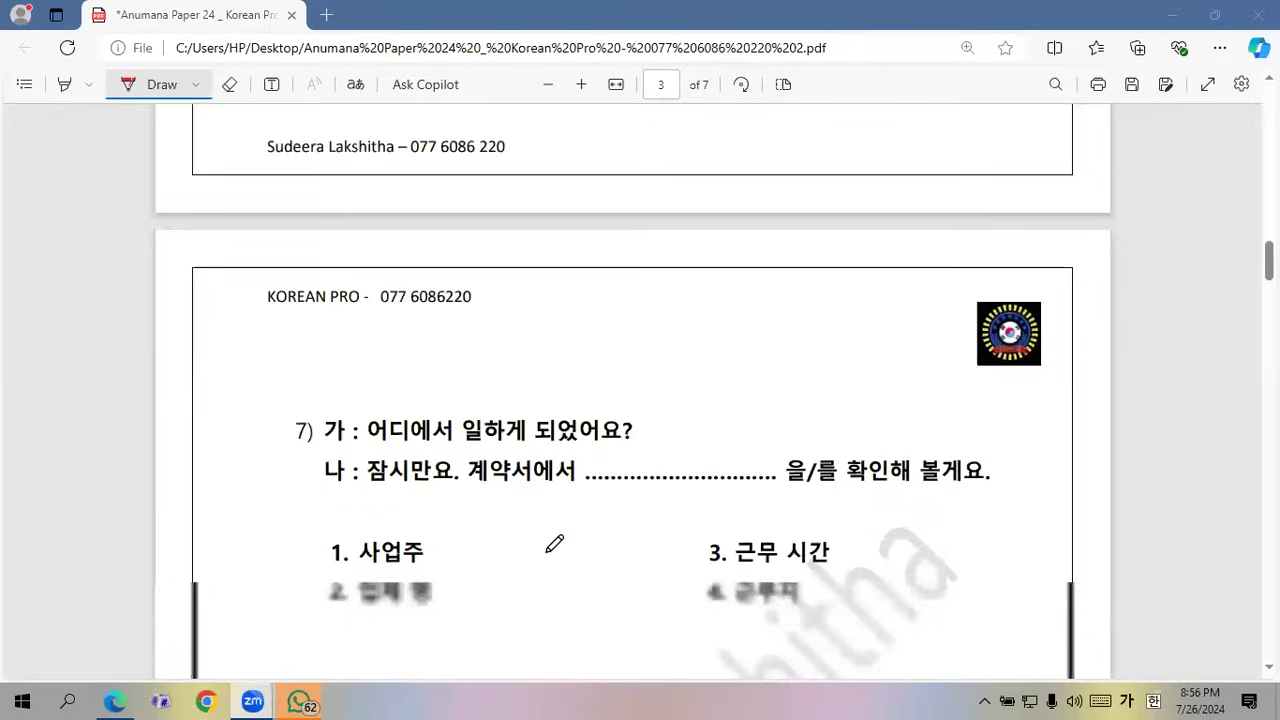 *Anumana Paper 24 _ Korean Pro
File
C:/Users/HP/Desktop/Anumana%20Paper%2024%20_%20Korean%20Pro%20-%20077%206086%20220%202.pdf
Draw
aあ
Ask Copilot
3 of 7
Sudeera Lakshitha – 077 6086 220
KOREAN PRO - 077 6086220
7) 가 : 어디에서 일하게 되었어요?
나 : 잠시만요. 계약서에서 .............................. 을/를 확인해 볼게요.
1. 사업주
3. 근무 시간
hitha
zm
62
가
한
8:56 PM
7/26/2024